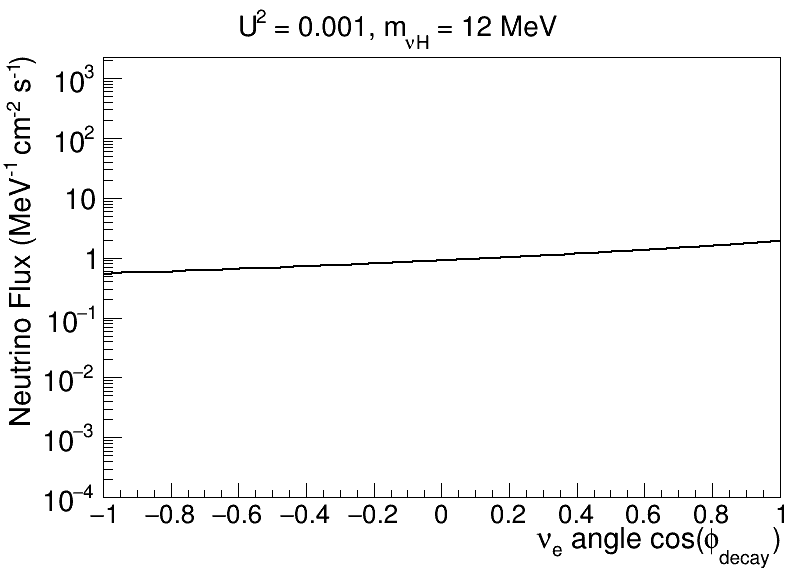 U² = 0.001, m_νH = 12 MeV
Neutrino Flux (MeV⁻¹ cm⁻² s⁻¹)
10³
10²
10
1
10⁻¹
10⁻²
10⁻³
10⁻⁴
−1 −0.8 −0.6 −0.4 −0.2 0 0.2 0.4 0.6 0.8 1
νₑ angle cos(ϕ_decay)